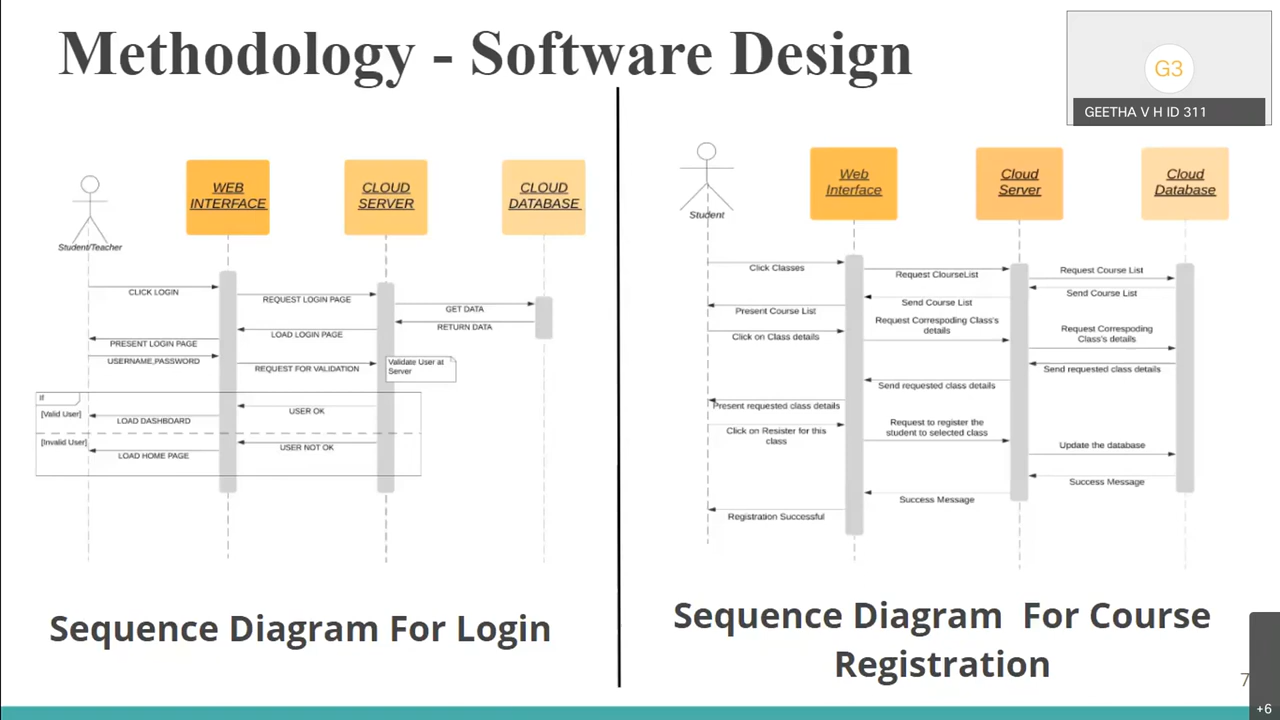 Methodology - Software Design
G3
GEETHA V H ID 311
WEB
INTERFACE
CLOUD
SERVER
CLOUD
DATABASE
Student/Teacher
CLICK LOGIN
REQUEST LOGIN PAGE
GET DATA
RETURN DATA
LOAD LOGIN PAGE
PRESENT LOGIN PAGE
USERNAME,PASSWORD
REQUEST FOR VALIDATION
Validate User at
Server
If
[Valid User]
USER OK
LOAD DASHBOARD
[Invalid User]
USER NOT OK
LOAD HOME PAGE
Sequence Diagram For Login
Web
Interface
Cloud
Server
Cloud
Database
Student
Click Classes
Request ClourseList
Request Course List
Send Course List
Send Course List
Present Course List
Click on Class details
Request Correspoding Class's
details
Request Correspoding
Class's details
Send requested class details
Send requested class details
Present requested class details
Click on Resister for this
class
Request to register the
student to selected class
Update the database
Success Message
Success Message
Registration Successful
Sequence Diagram For Course
Registration
7
+6